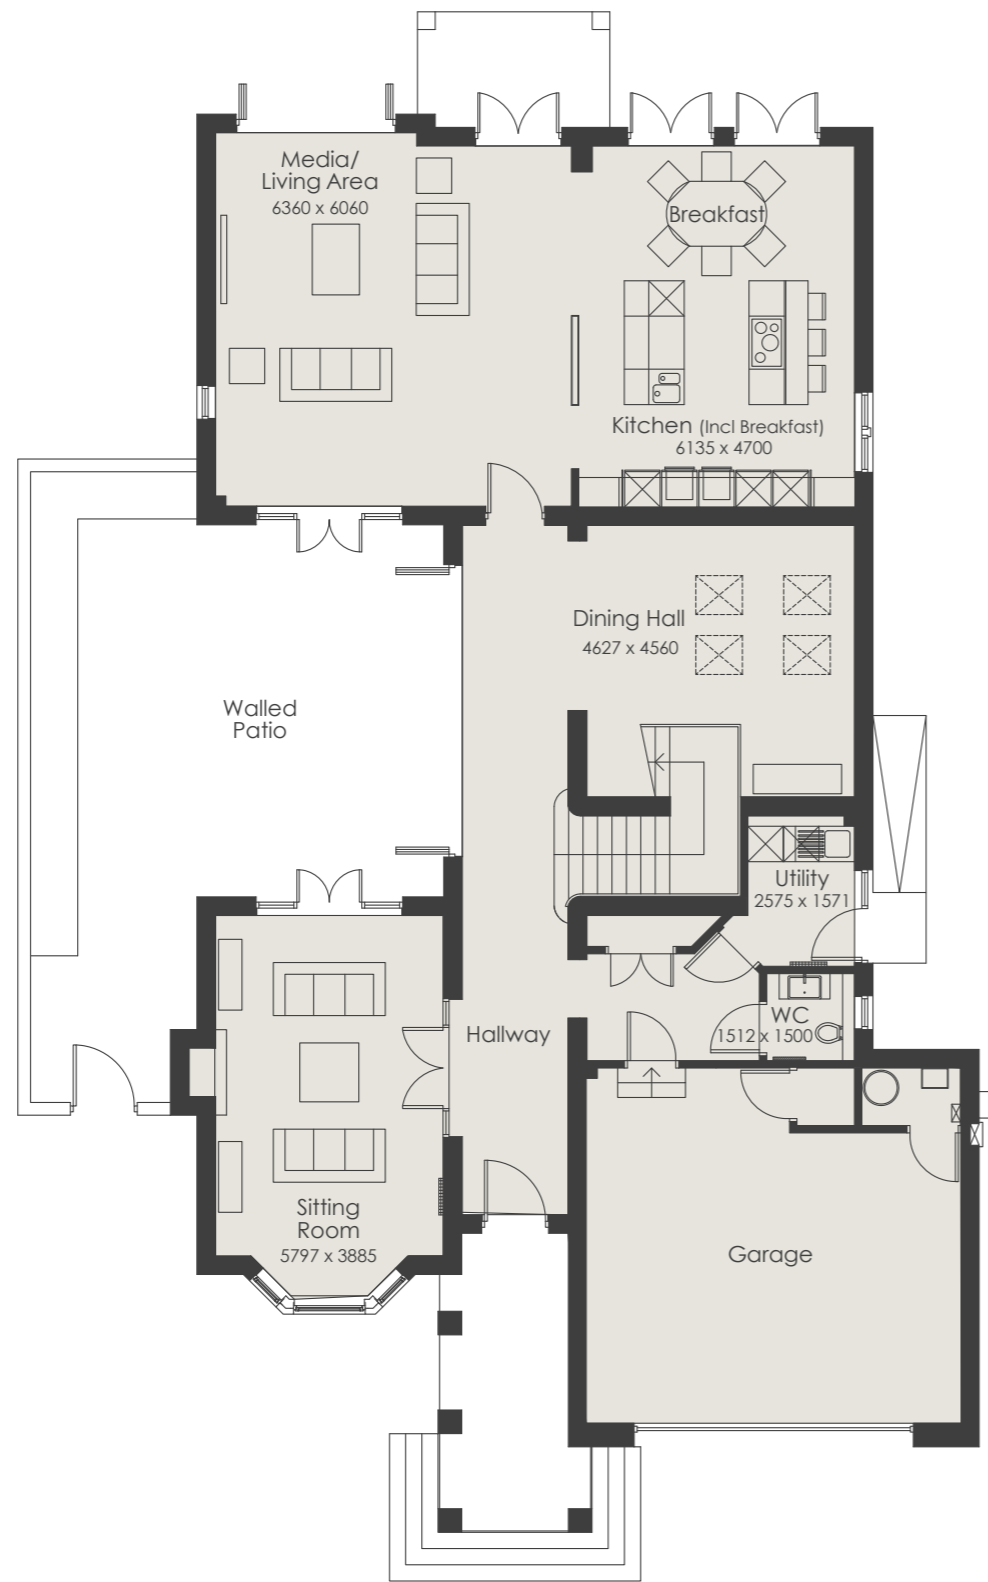 Media/
Living Area
6360 x 6060
Breakfast
Kitchen (Incl Breakfast)
6135 x 4700
Dining Hall
4627 x 4560
Walled
Patio
Utility
2575 x 1571
WC
1512 x 1500
Hallway
Sitting
Room
5797 x 3885
Garage